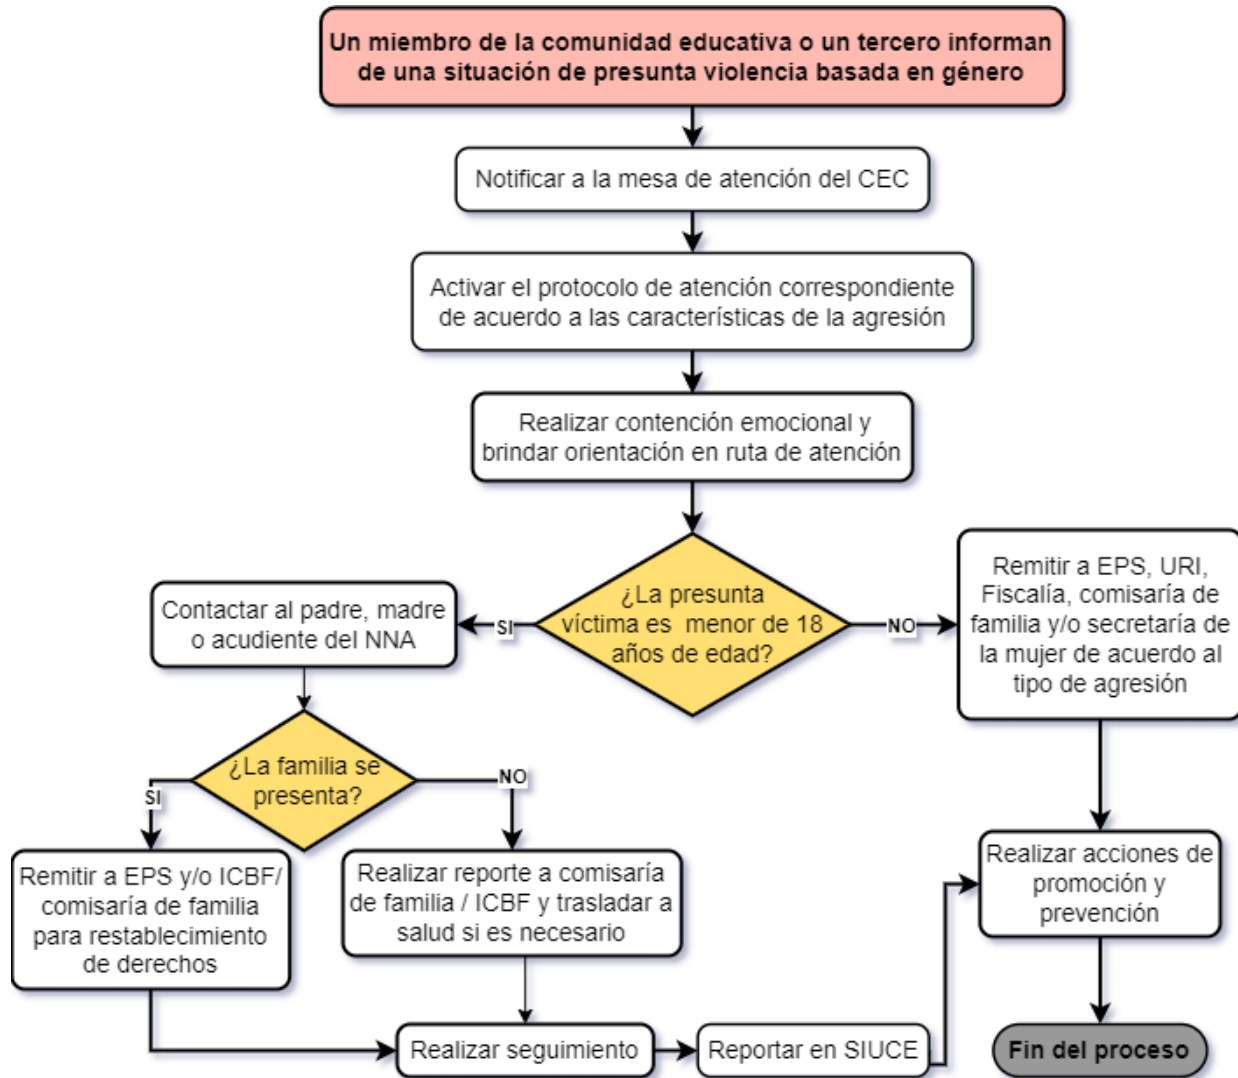 Un miembro de la comunidad educativa o un tercero informan
de una situación de presunta violencia basada en género
Notificar a la mesa de atención del CEC
Activar el protocolo de atención correspondiente
de acuerdo a las características de la agresión
Realizar contención emocional y
brindar orientación en ruta de atención
¿La presunta
víctima es menor de 18
años de edad?
SI
NO
Contactar al padre, madre
o acudiente del NNA
Remitir a EPS, URI,
Fiscalía, comisaría de
familia y/o secretaría de
la mujer de acuerdo al
tipo de agresión
¿La familia se
presenta?
SI
NO
Remitir a EPS y/o ICBF/
comisaría de familia
para restablecimiento
de derechos
Realizar reporte a comisaría
de familia / ICBF y trasladar a
salud si es necesario
Realizar acciones de
promoción y
prevención
Realizar seguimiento
Reportar en SIUCE
Fin del proceso